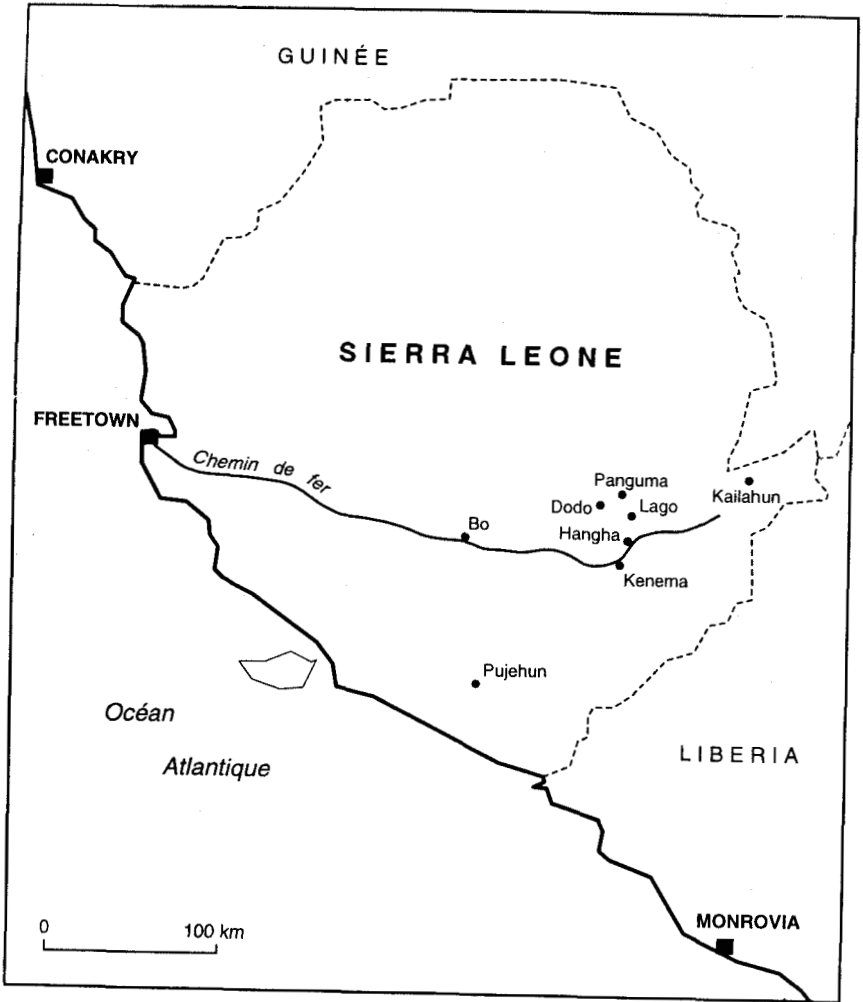 GUINÉE
CONAKRY
SIERRA LEONE
FREETOWN
Chemin de fer
Panguma
Dodo
Lago
Kailahun
Bo
Hangha
Kenema
Pujehun
Océan
Atlantique
LIBERIA
MONROVIA
0 100 km